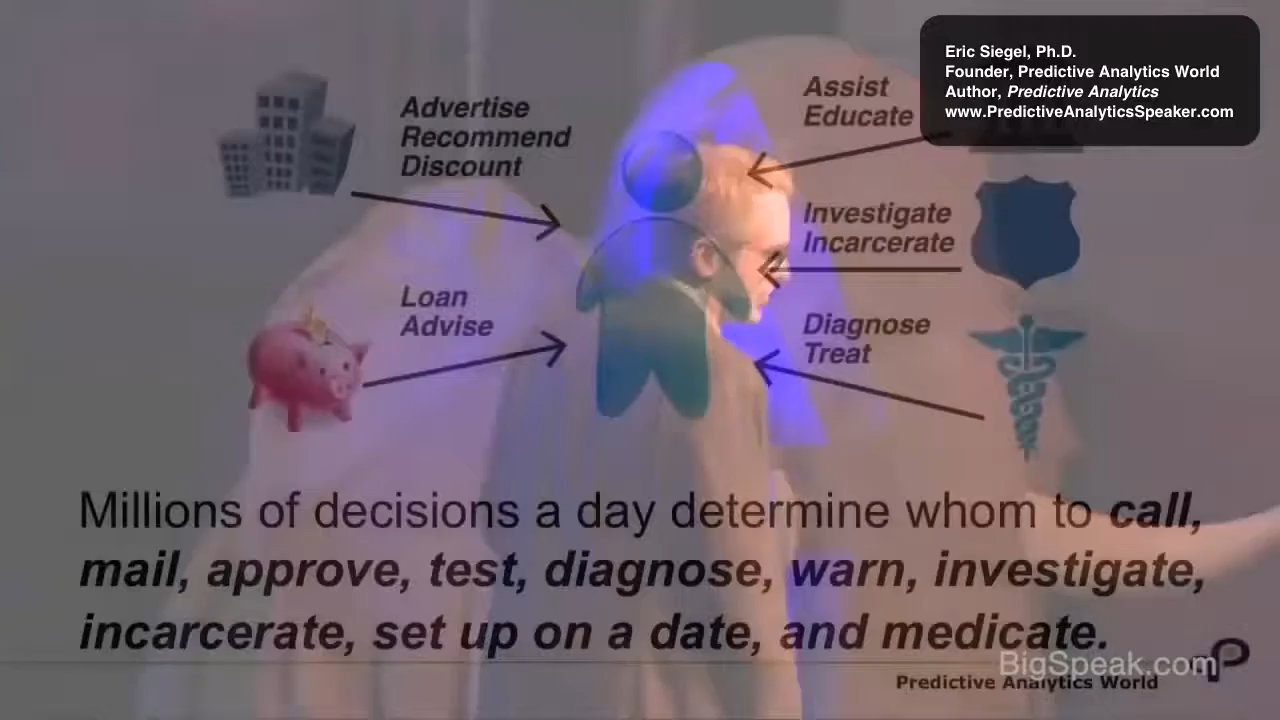 Eric Siegel, Ph.D.
Founder, Predictive Analytics World
Author, Predictive Analytics
www.PredictiveAnalyticsSpeaker.com
Advertise
Recommend
Discount
Assist
Educate
Investigate
Incarcerate
Loan
Advise
Diagnose
Treat
Millions of decisions a day determine whom to call,
mail, approve, test, diagnose, warn, investigate,
incarcerate, set up on a date, and medicate.
BigSpeak.com
Predictive Analytics World